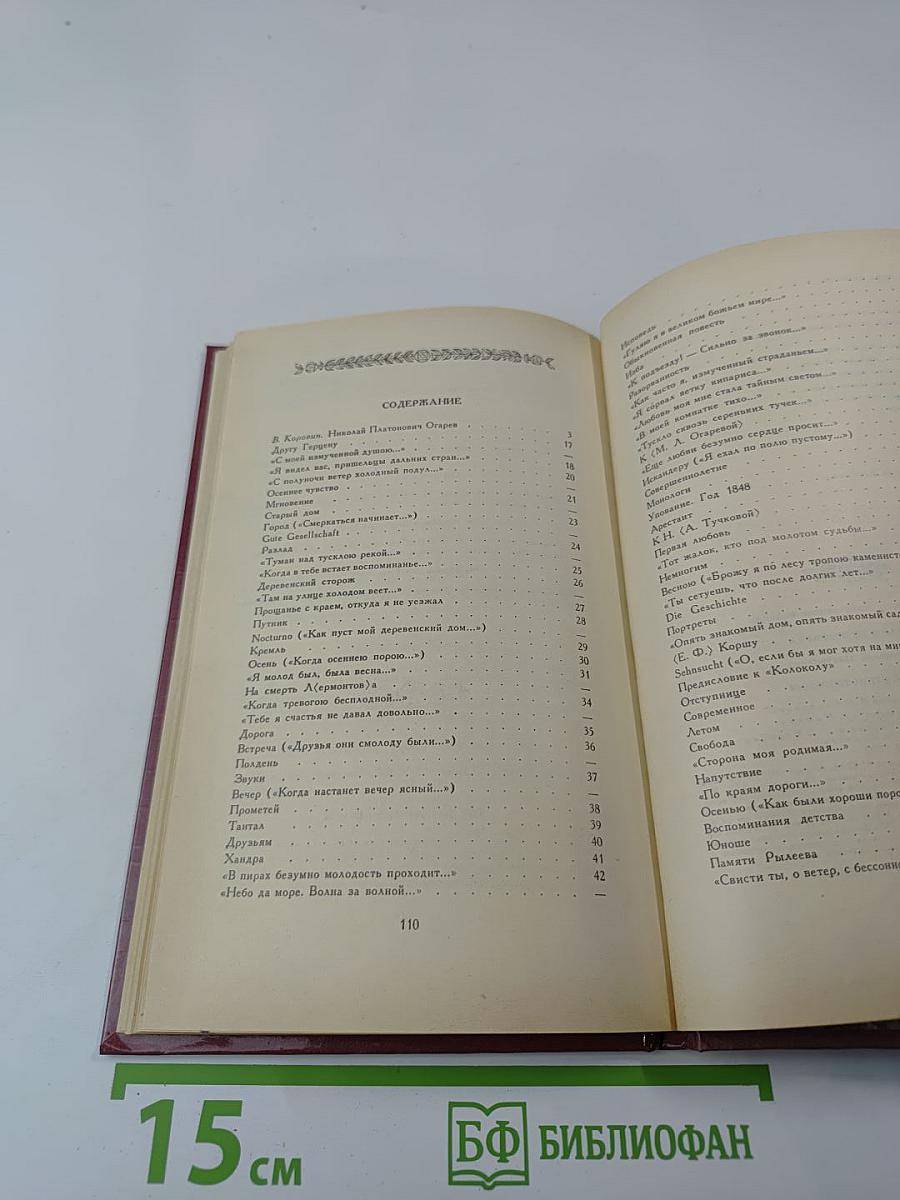 СОДЕРЖАНИЕ
В. Коровин. Николай Платонович Огарев . 3
Другу Герцену . . . 17
«С моей измученной душою...» . . . —
«Я видел вас, пришельцы дальних стран...» . . . —
«С полуночи ветер холодный подул...» . . . 18
Осеннее чувство . . . 20
Мгновение . . . —
Старый дом . . . 21
Город («Смеркаться начинает...») . . . —
Gute Gesellschaft . . . 23
Разлад . . . —
«Туман над тусклою рекой...» . . . 24
«Когда в тебе встает воспоминанье...» . . . —
Деревенский сторож . . . 25
«Там на улице холодом веет...» . . . 26
Прощанье с краем, откуда я не уезжал . . . —
Путник . . . 27
Nocturno («Как пуст мой деревенский дом...») . . . 28
Кремль . . . —
Осень («Когда осеннею порою...») . . . 29
«Я молод был, была весна...» . . . 30
На смерть Л〈ермонтов〉а . . . 31
«Когда тревогою бесплодной...» . . . —
«Тебе я счастья не давал довольно...» . . . 34
Дорога . . . —
Встреча («Друзья они смолоду были...») . . . 35
Полдень . . . 36
Звуки . . . —
Вечер («Когда настанет вечер ясный...») . . . 37
Прометей . . . —
Тантал . . . 38
Друзьям . . . 39
Хандра . . . 40
«В пирах безумно молодость проходит...» . . . 41
«Небо да море. Волна за волной...» . . . 42
—
110
Исповедь
«Гуляю я в великом божьем мире...»
Обыкновенная повесть
Изба
«К подъезду! — Сильно за звонок...»
Разорванность
«Как часто я, измученный страданьем...»
«Я сорвал ветку кипариса...»
«Любовь моя мне стала тайным светом...»
«В моей комнатке тихо...»
«Тускло сквозь сереньких тучек...»
К 〈М. Л. Огаревой〉
«Еще любви безумно сердце просит...»
Искандеру («Я ехал по полю пустому...»)
Совершеннолетие
Монологи
Упование. Год 1848
Арестант
К Н. 〈А. Тучковой〉
Первая любовь
«Тот жалок, кто под молотом судьбы...»
Немногим
Весною («Брожу я по лесу тропою каменист
«Ты сетуешь, что после долгих лет...»
Die Geschichte
Портреты
«Опять знакомый дом, опять знакомый сад
〈Е. Ф.〉 Коршу
Sehnsucht («О, если бы я мог хотя на ми
Предисловие к «Колоколу»
Отступнице
Современное
Летом
Свобода
«Сторона моя родимая...»
Напутствие
«По краям дороги...»
Осенью («Как были хороши поро
Воспоминания детства
Юноше
Памяти Рылеева
«Свисти ты, о ветер, с бессонн
15 см
БФ БИБЛИОФАН